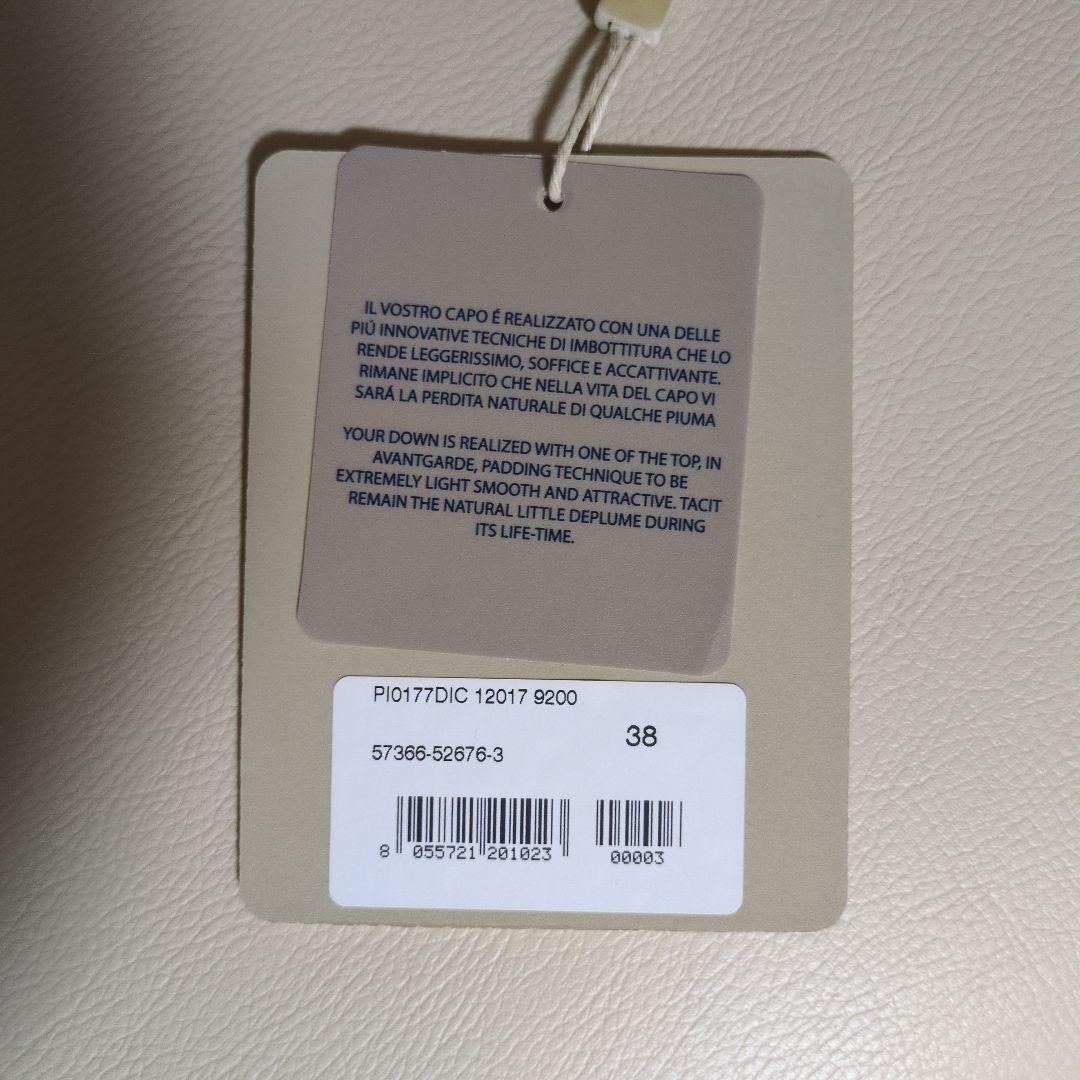 IL VOSTRO CAPO É REALIZZATO CON UNA DELLE
PIÚ INNOVATIVE TECNICHE DI IMBOTTITURA CHE LO
RENDE LEGGERISSIMO, SOFFICE E ACCATTIVANTE.
RIMANE IMPLICITO CHE NELLA VITA DEL CAPO VI
SARÁ LA PERDITA NATURALE DI QUALCHE PIUMA
YOUR DOWN IS REALIZED WITH ONE OF THE TOP, IN
AVANTGARDE, PADDING TECHNIQUE TO BE
EXTREMELY LIGHT SMOOTH AND ATTRACTIVE. TACIT
REMAIN THE NATURAL LITTLE DEPLUME DURING
ITS LIFE-TIME.
PI0177DIC 12017 9200
38
57366-52676-3
8 055721 201023 00003